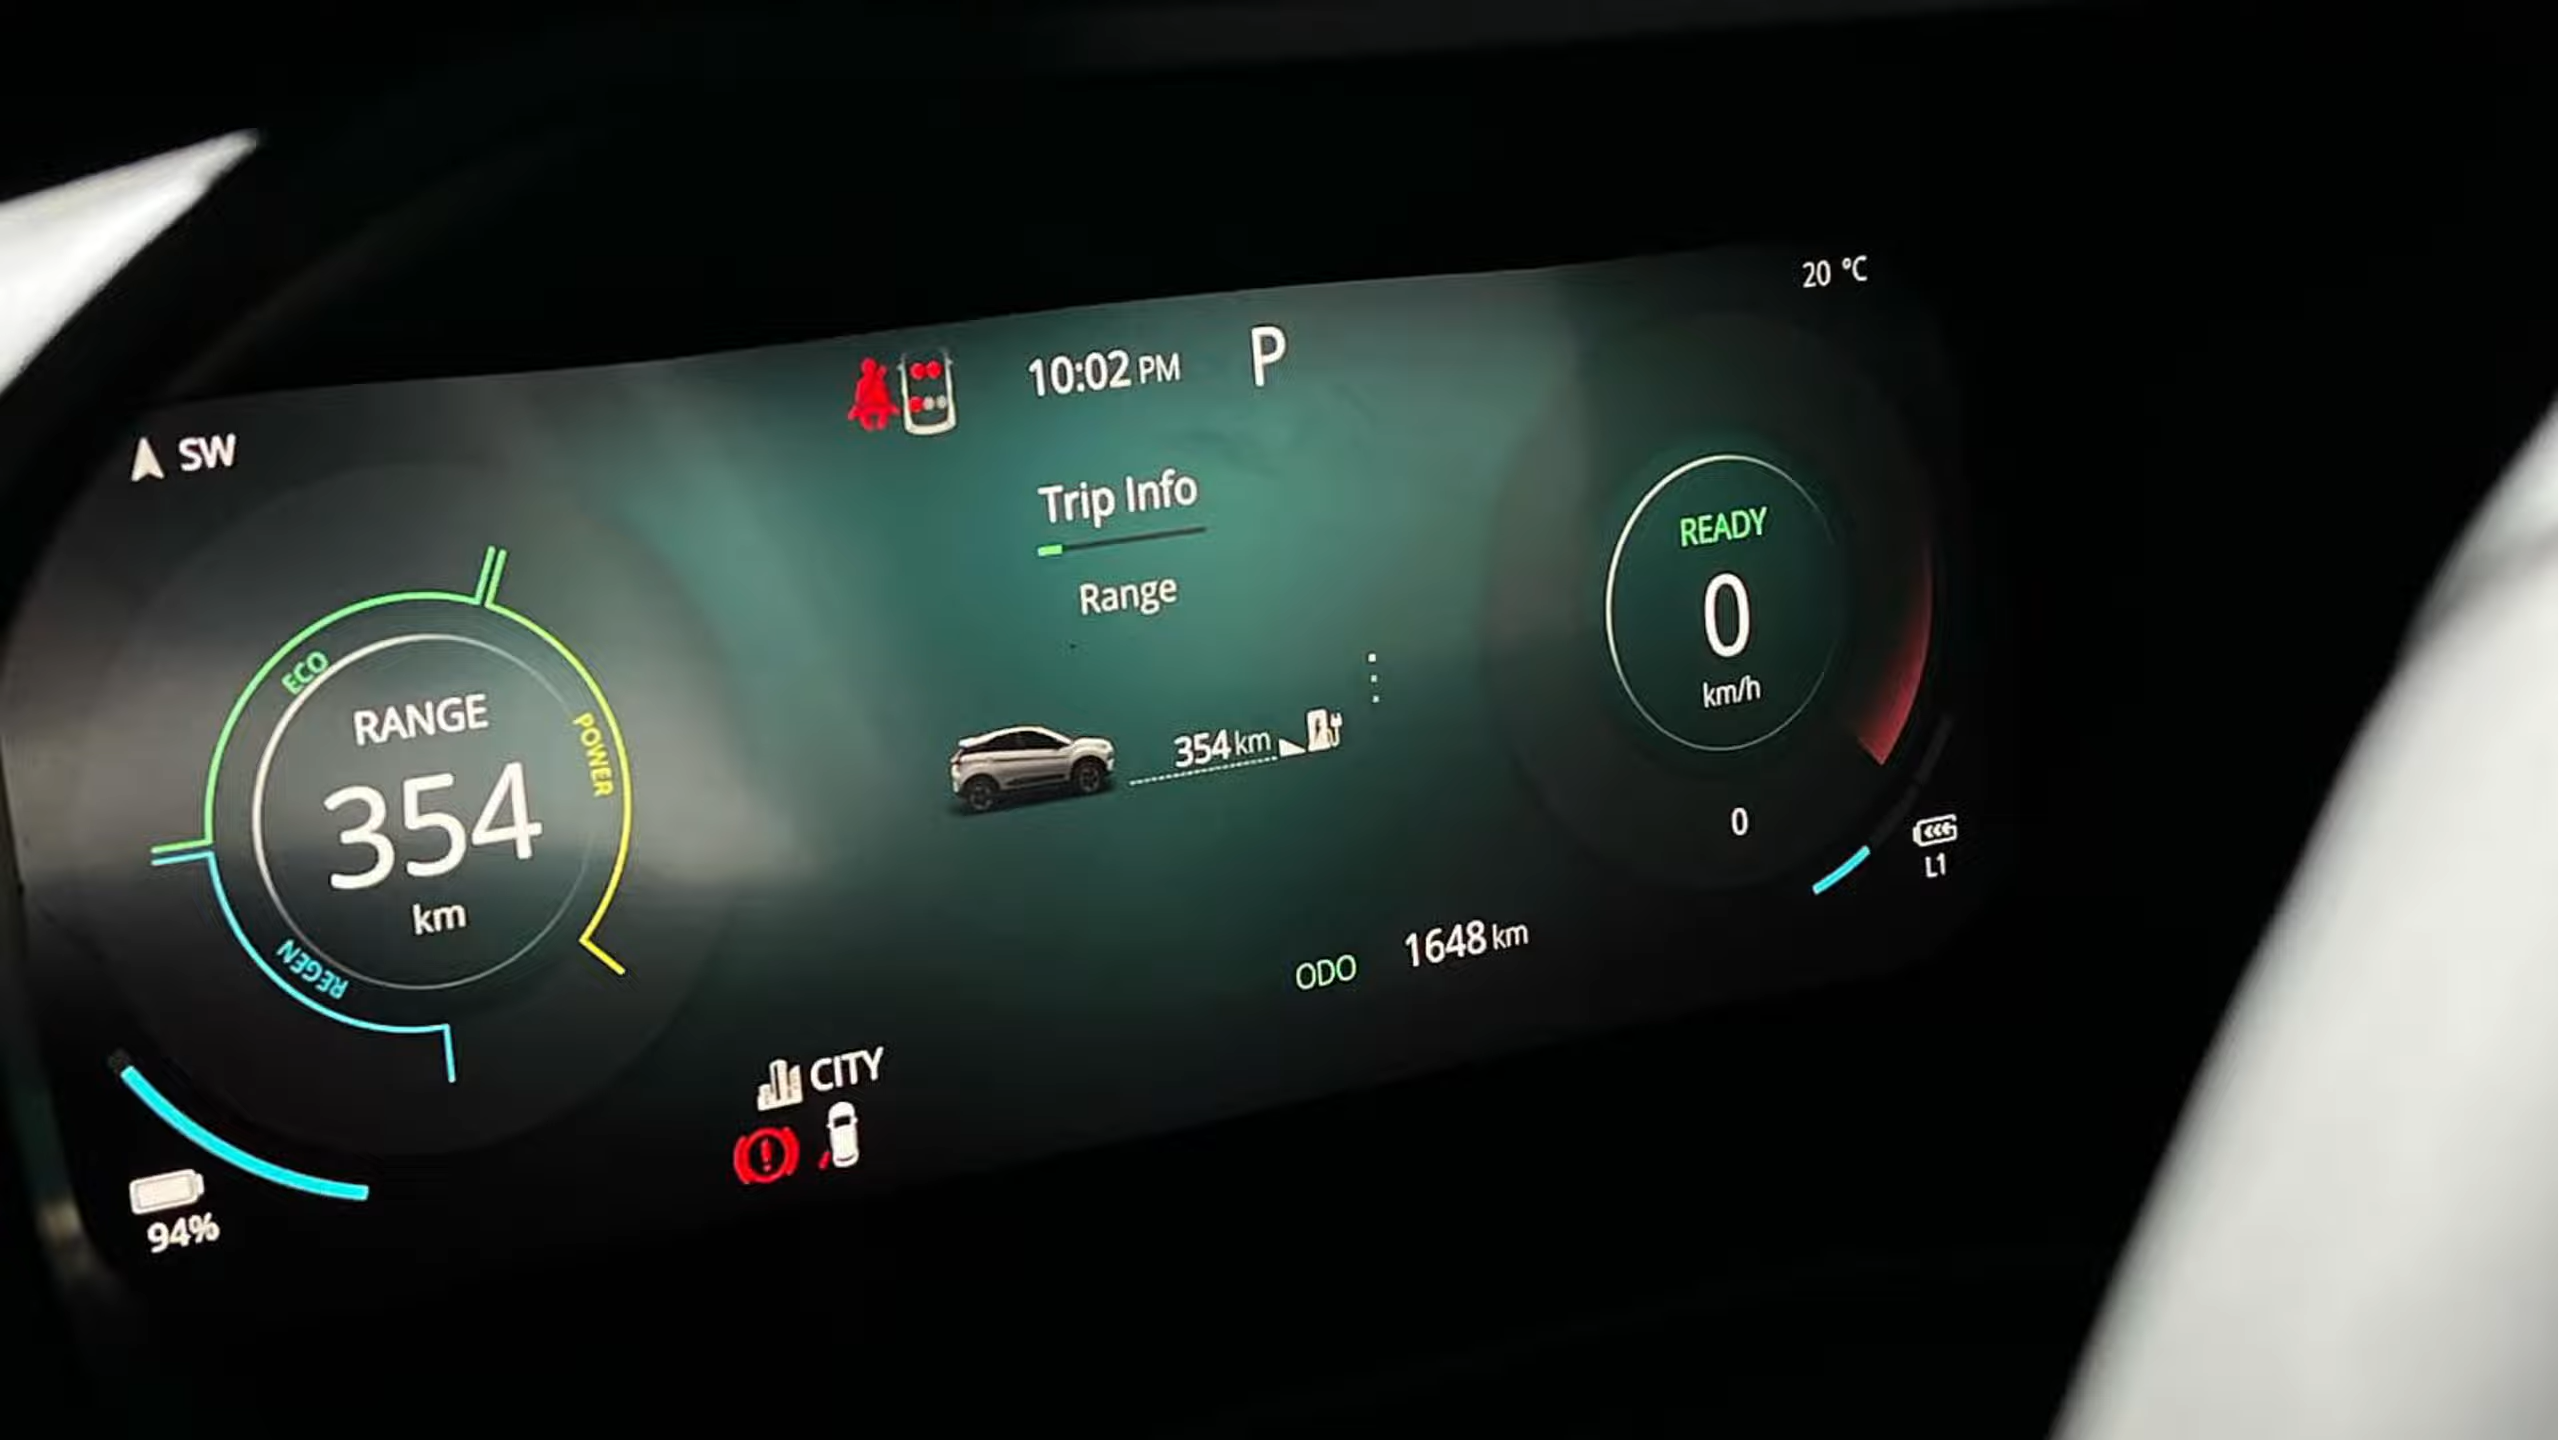 20 °C
10:02 PM
P
SW
Trip Info
Range
READY
0
km/h
ECO
POWER
REGEN
RANGE
354
km
354 km
0
L1
ODO 1648 km
CITY
94%